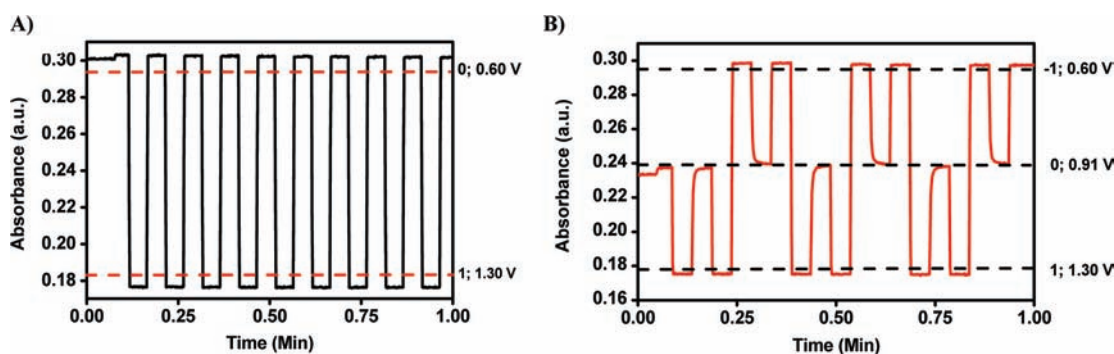 A)
Absorbance (a.u.)
0.30
0.28
0.26
0.24
0.22
0.20
0.18
0; 0.60 V
1; 1.30 V
0.00 0.25 0.50 0.75 1.00
Time (Min)
B)
Absorbance (a.u.)
0.30
0.28
0.26
0.24
0.22
0.20
0.18
0.16
-1; 0.60 V
0; 0.91 V
1; 1.30 V
0.00 0.25 0.50 0.75 1.00
Time (Min)